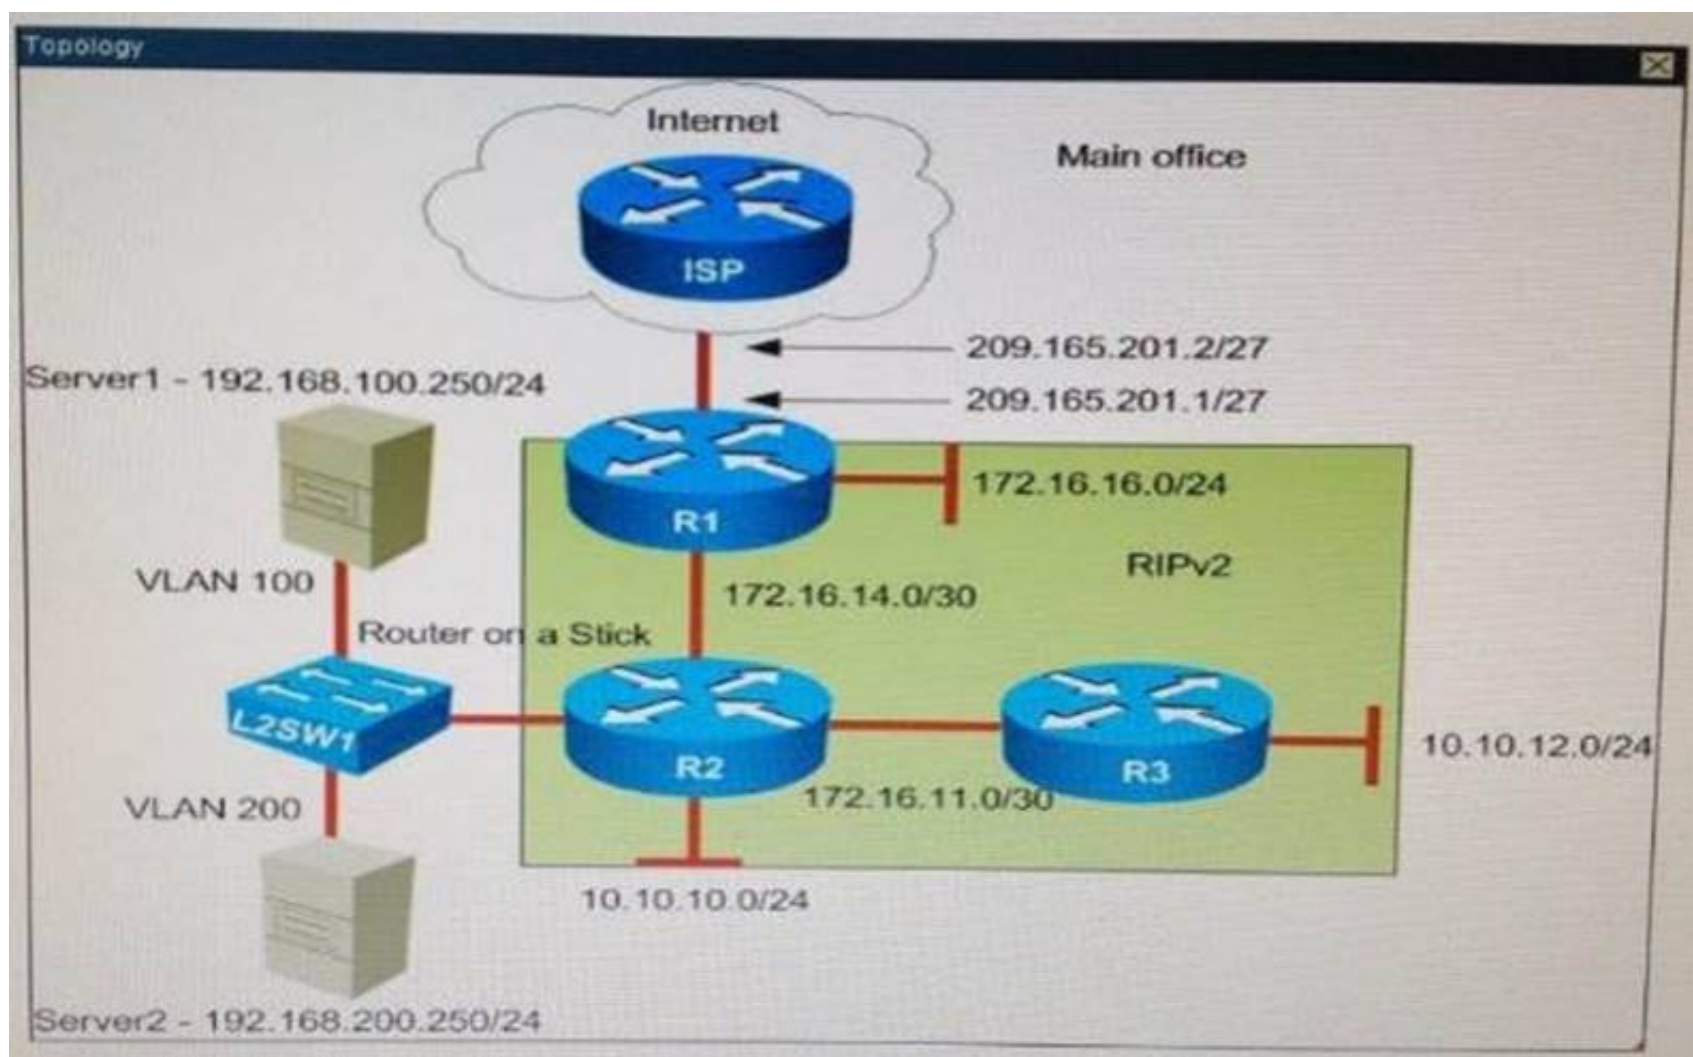 Topology
Internet
Main office
ISP
209.165.201.2/27
Server1 - 192.168.100.250/24
209.165.201.1/27
172.16.16.0/24
R1
RIPv2
VLAN 100
172.16.14.0/30
Router on a Stick
L2SW1
R2
R3
10.10.12.0/24
VLAN 200
172.16.11.0/30
10.10.10.0/24
Server2 - 192.168.200.250/24